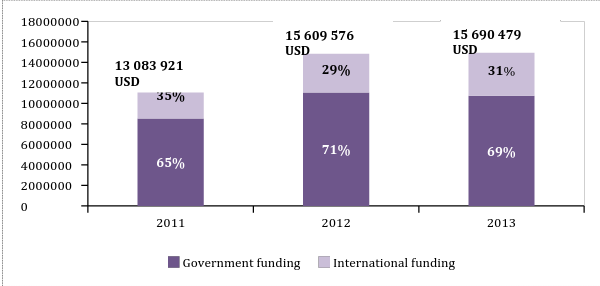 18000000
16000000
14000000
12000000
10000000
8000000
6000000
4000000
2000000
0
13 083 921
USD
35%
65%
15 609 576
USD
29%
71%
15 690 479
USD
31%
69%
2011 2012 2013
Government funding International funding